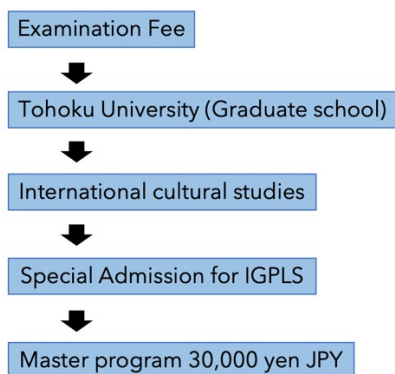 Examination Fee
Tohoku University (Graduate school)
International cultural studies
Special Admission for IGPLS
Master program 30,000 yen JPY